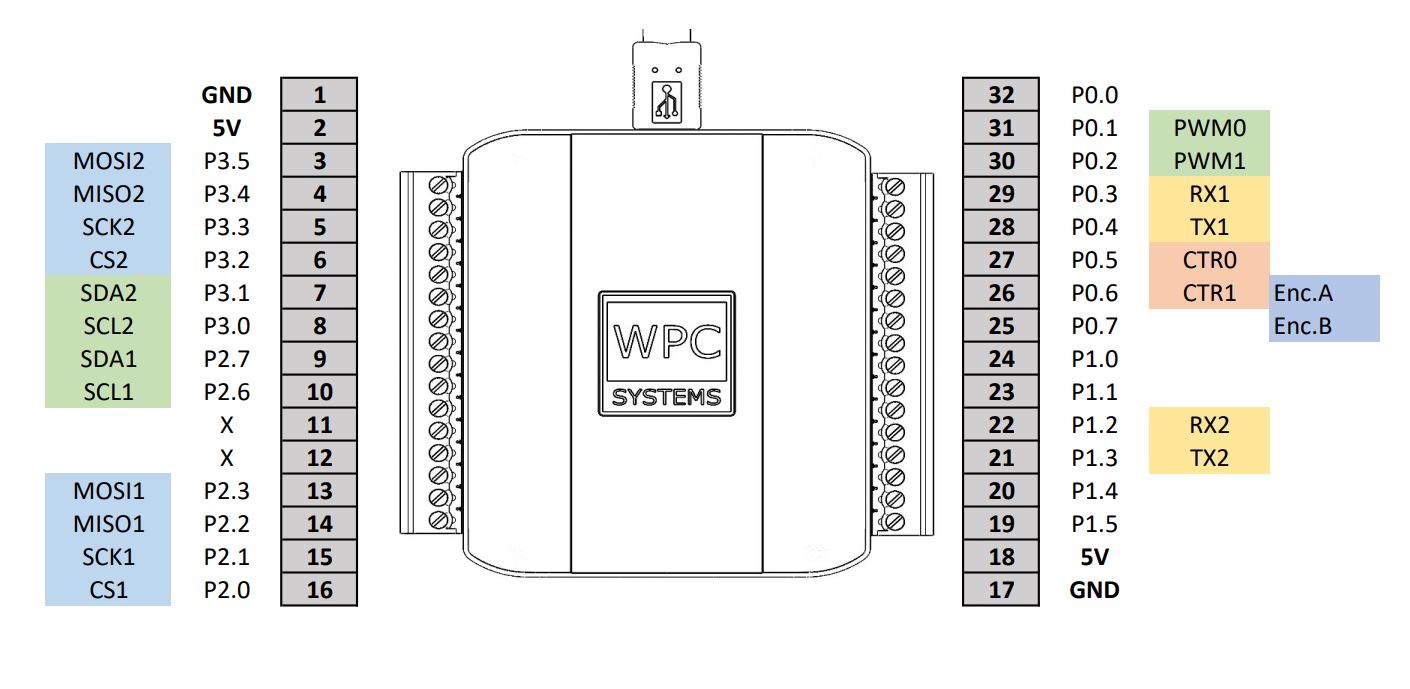 GND 1 32 P0.0
5V 2 31 P0.1 PWM0
MOSI2 P3.5 3 30 P0.2 PWM1
MISO2 P3.4 4 29 P0.3 RX1
SCK2 P3.3 5 28 P0.4 TX1
CS2 P3.2 6 27 P0.5 CTR0
SDA2 P3.1 7 26 P0.6 CTR1 Enc.A
SCL2 P3.0 8 25 P0.7 Enc.B
SDA1 P2.7 9 24 P1.0
SCL1 P2.6 10 23 P1.1
X 11 22 P1.2 RX2
X 12 21 P1.3 TX2
MOSI1 P2.3 13 20 P1.4
MISO1 P2.2 14 19 P1.5
SCK1 P2.1 15 18 5V
CS1 P2.0 16 17 GND
WPC
SYSTEMS